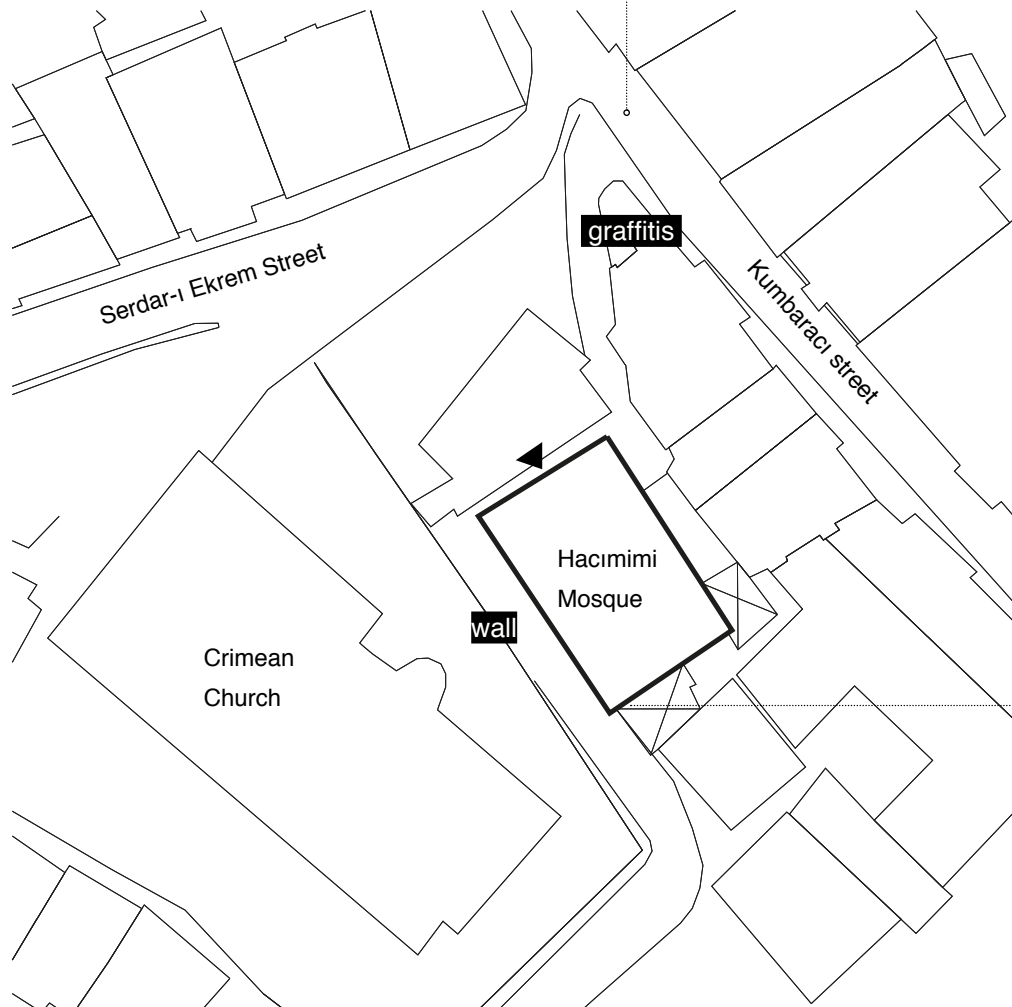 graffitis
Serdar-ı Ekrem Street
Kumbaracı street
Hacımimi
Mosque
wall
Crimean
Church